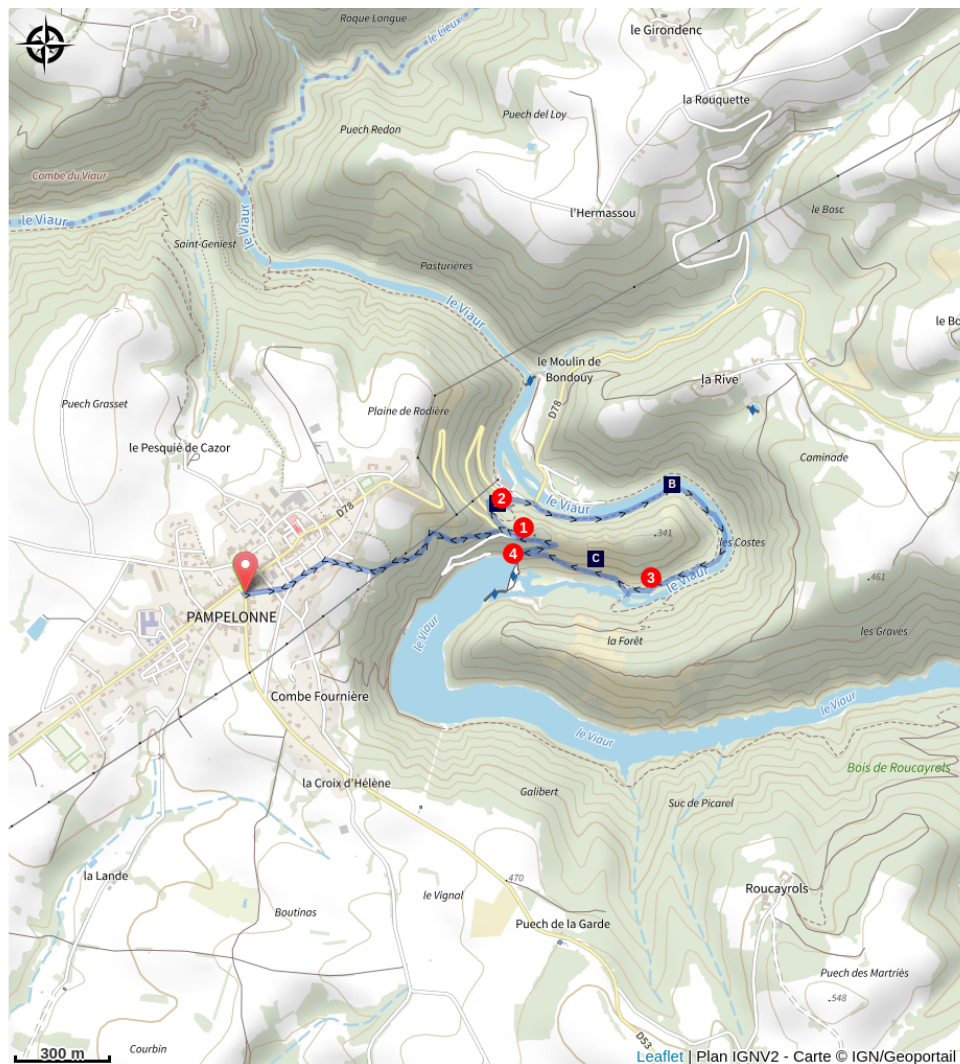 Roque Longue
le Lieux
le Girondenc
la Rouquette
Puech del Loy
Puech Redon
Combe du Viaur
le Viaur
le Viaur
l'Hermassou
le Bosc
Saint-Geniest
Pasturières
le Viaur
le Bo
le Moulin de
Bondouy
la Rive
D78
Puech Grasset
Plaine de Rodière
le Pesquié de Cazor
Caminade
B
2
le Viaur
D78
1
.341
les Costes
4
C
3
le Viaur
.461
PAMPELONNE
le Viaur
la Forêt
les Graves
Combe Fournière
le Viaur
le Viaur
la Croix d'Hélène
Galibert
Suc de Picarel
Bois de Roucayrols
la Lande
.470
le Vignal
Roucayrols
Boutinas
Puech de la Garde
Puech des Martriès
.548
D53
Courbin
300 m
Leaflet | Plan IGNV2 - Carte © IGN/Geoportail